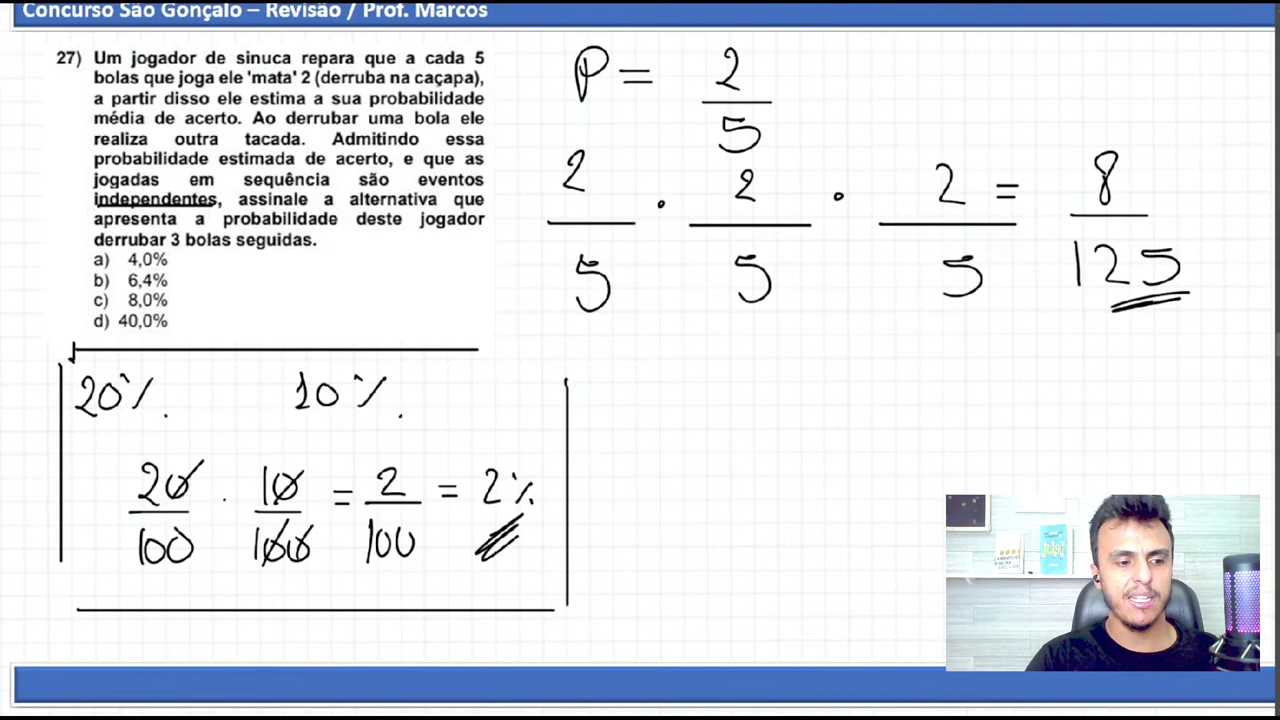 Concurso São Gonçalo – Revisão / Prof. Marcos
27) Um jogador de sinuca repara que a cada 5
bolas que joga ele 'mata' 2 (derruba na caçapa),
a partir disso ele estima a sua probabilidade
média de acerto. Ao derrubar uma bola ele
realiza outra tacada. Admitindo essa
probabilidade estimada de acerto, e que as
jogadas em sequência são eventos
independentes, assinale a alternativa que
apresenta a probabilidade deste jogador
derrubar 3 bolas seguidas.
a) 4,0%
b) 6,4%
c) 8,0%
d) 40,0%
P = 2/5
2/5 . 2/5 . 2/5 = 8/125
20%. 10%.
20/100 . 10/100 = 2/100 = 2%